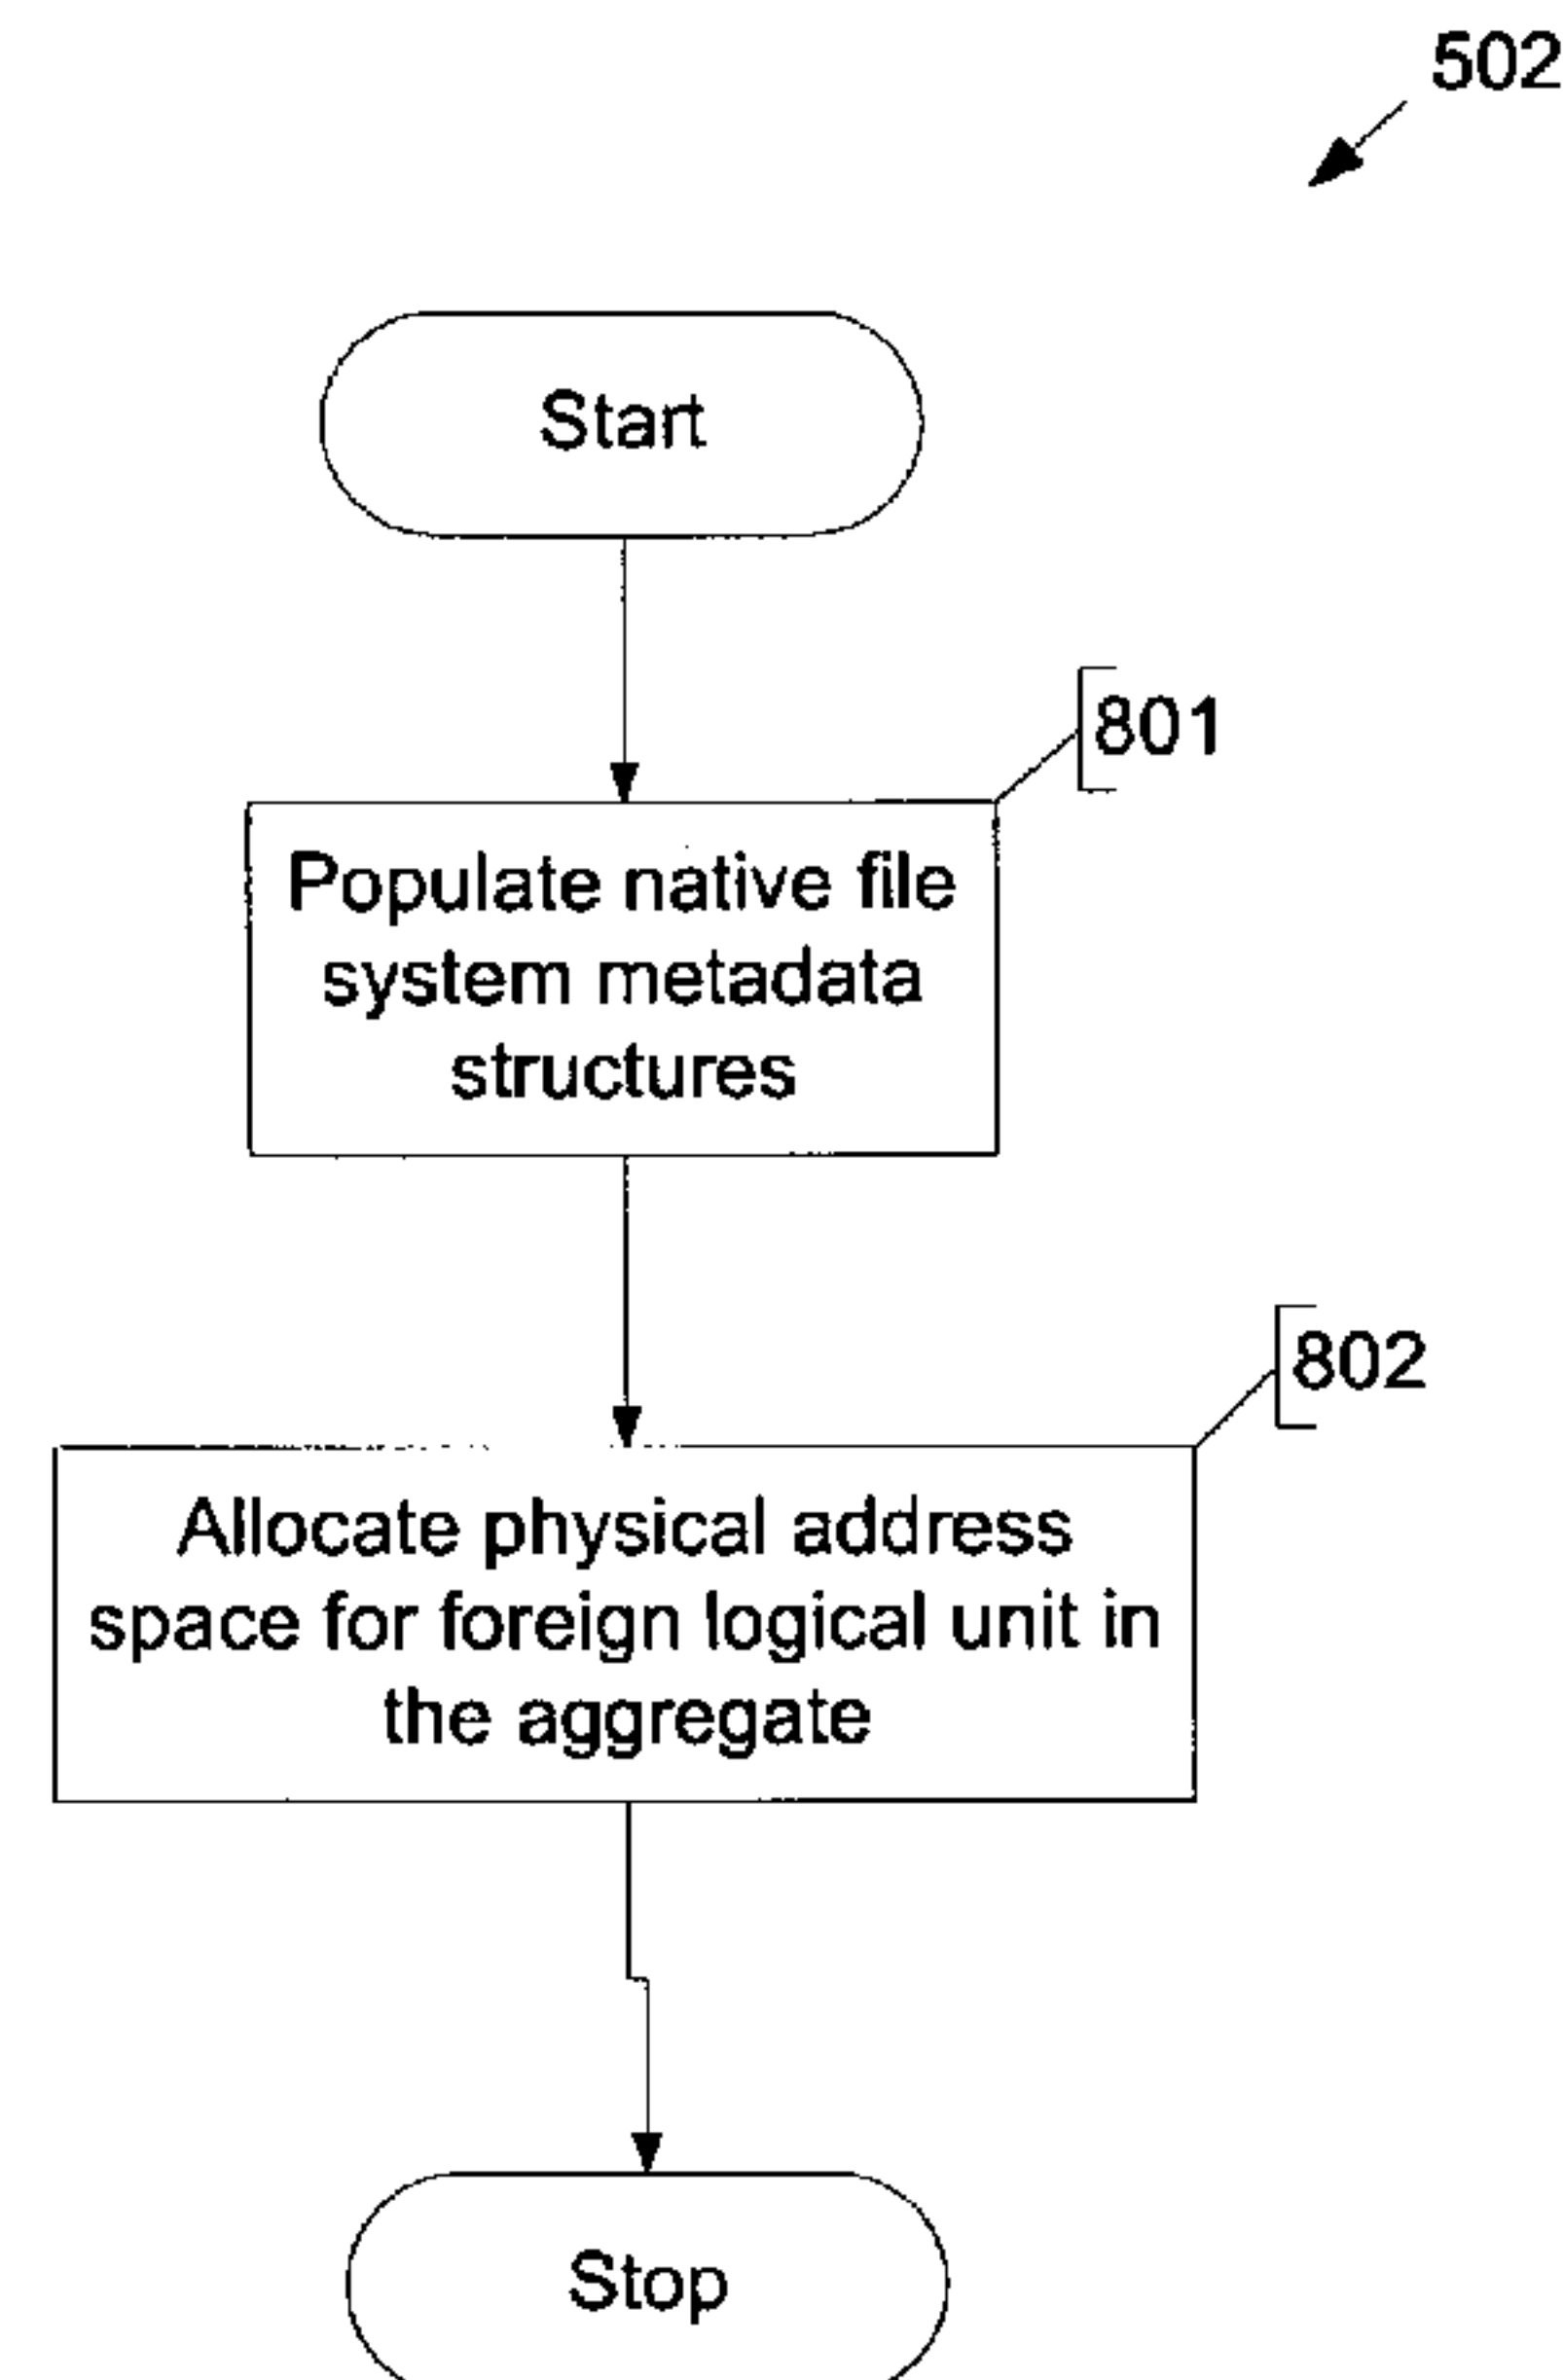 502
Start
801
Populate native file
system metadata
structures
802
Allocate physical address
space for foreign logical unit in
the aggregate
Stop